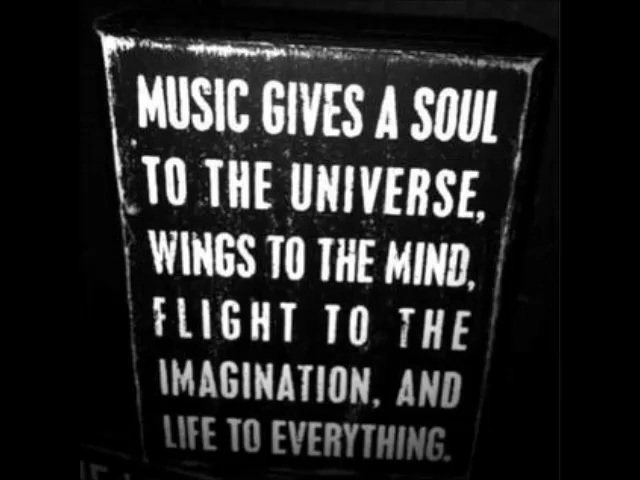 MUSIC GIVES A SOUL
TO THE UNIVERSE,
WINGS TO THE MIND,
FLIGHT TO THE
IMAGINATION, AND
LIFE TO EVERYTHING.